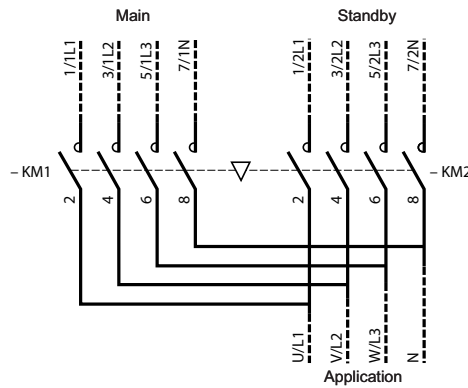 Main
Standby
1/1L1
3/1L2
5/1L3
7/1N
1/2L1
3/2L2
5/2L3
7/2N
– KM1
– KM2
2
4
6
8
2
4
6
8
U/L1
V/L2
W/L3
N
Application